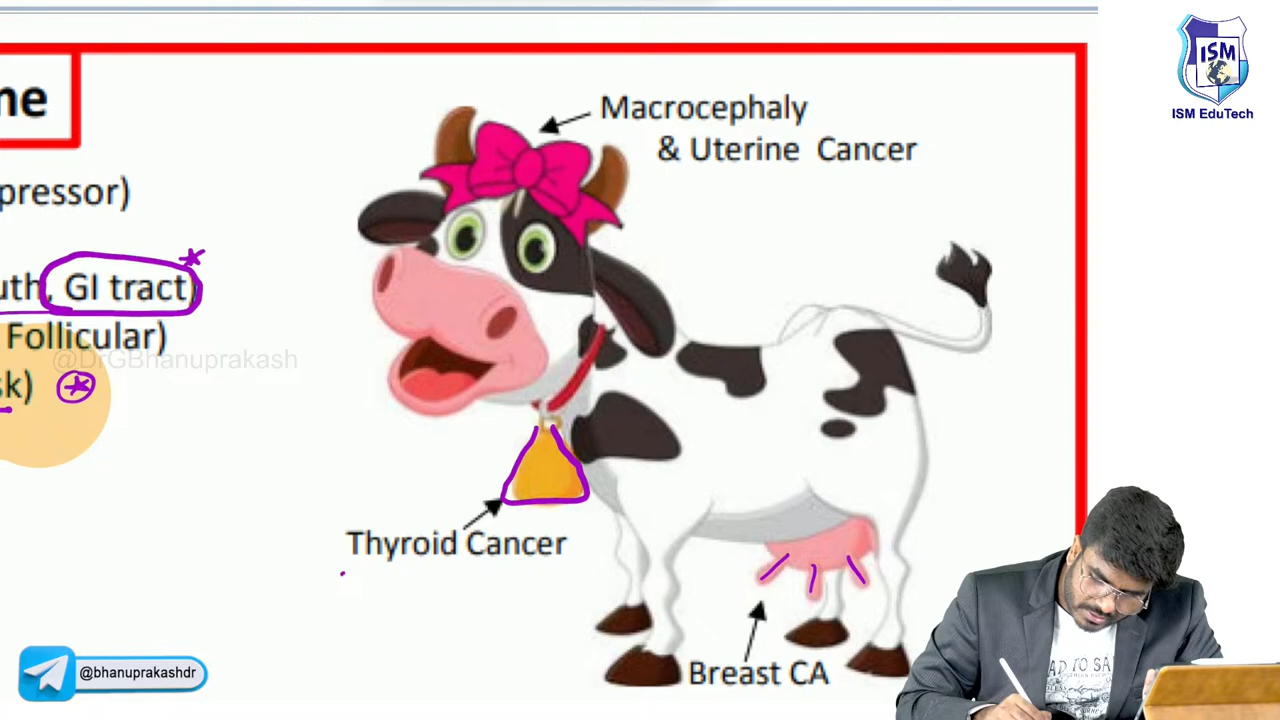 ne
pressor)
uth, GI tract)
Follicular)
sk)
@DrGBhanuprakash
Macrocephaly
& Uterine Cancer
Thyroid Cancer
Breast CA
@bhanuprakashdr
ISM
ISM EduTech